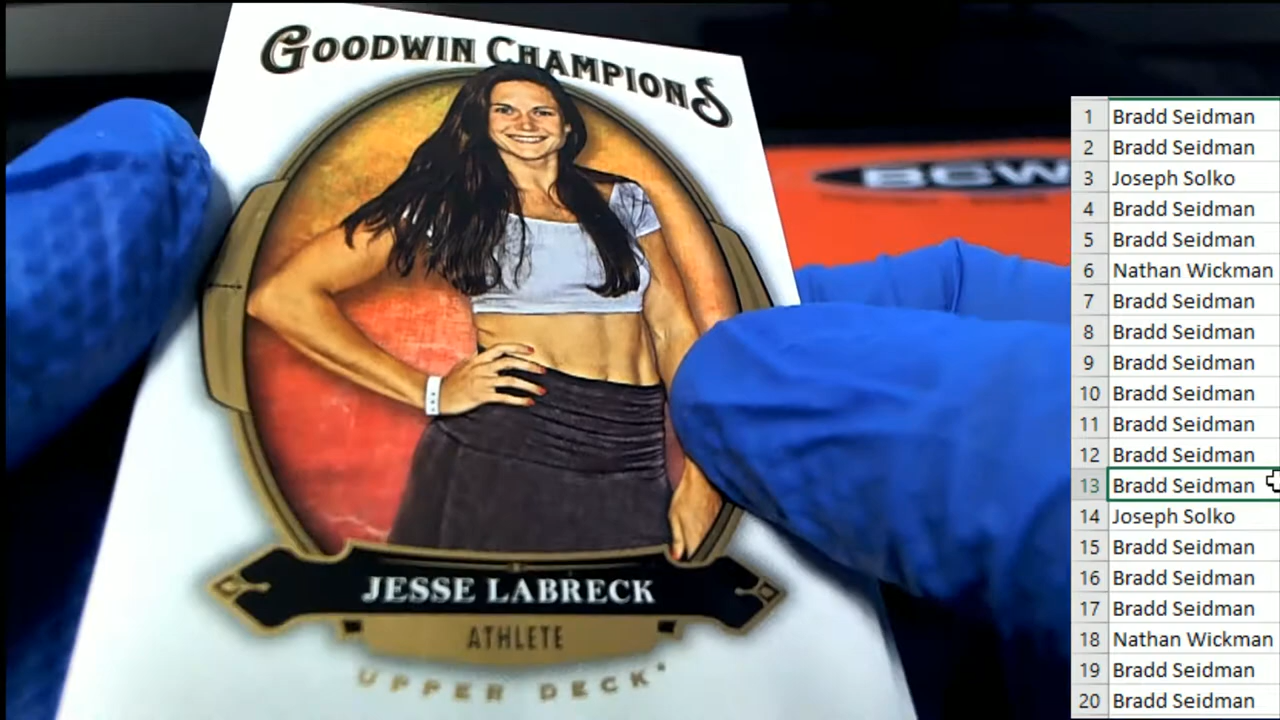 GOODWIN CHAMPIONS
BCW
JESSE LABRECK
ATHLETE
UPPER DECK
1 Bradd Seidman
2 Bradd Seidman
3 Joseph Solko
4 Bradd Seidman
5 Bradd Seidman
6 Nathan Wickman
7 Bradd Seidman
8 Bradd Seidman
9 Bradd Seidman
10 Bradd Seidman
11 Bradd Seidman
12 Bradd Seidman
13 Bradd Seidman
14 Joseph Solko
15 Bradd Seidman
16 Bradd Seidman
17 Bradd Seidman
18 Nathan Wickman
19 Bradd Seidman
20 Bradd Seidman